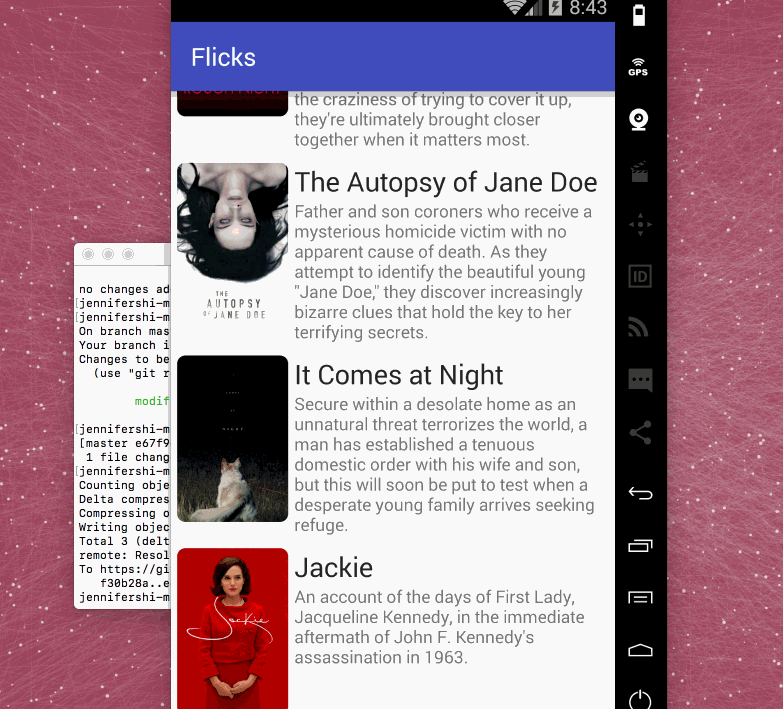 8:43
Flicks
the craziness of trying to cover it up,
they're ultimately brought closer
together when it matters most.
The Autopsy of Jane Doe
Father and son coroners who receive a
mysterious homicide victim with no
apparent cause of death. As they
attempt to identify the beautiful young
"Jane Doe," they discover increasingly
bizarre clues that hold the key to her
terrifying secrets.
THE
AUTOPSY
OF JANE DOE
It Comes at Night
Secure within a desolate home as an
unnatural threat terrorizes the world, a
man has established a tenuous
domestic order with his wife and son,
but this will soon be put to test when a
desperate young family arrives seeking
refuge.
IT
COMES
AT
NIGHT
Jackie
An account of the days of First Lady,
Jacqueline Kennedy, in the immediate
aftermath of John F. Kennedy's
assassination in 1963.
Jackie
GPS
ID
no changes ad
[jennifershi-m
[jennifershi-m
On branch mas
Your branch i
Changes to be
(use "git r
modif
[jennifershi-m
[master e67f9
1 file chang
[jennifershi-m
Counting obje
Delta compres
Compressing o
Writing objec
Total 3 (delt
remote: Resol
To https://gi
f30b28a..e
jennifershi-m